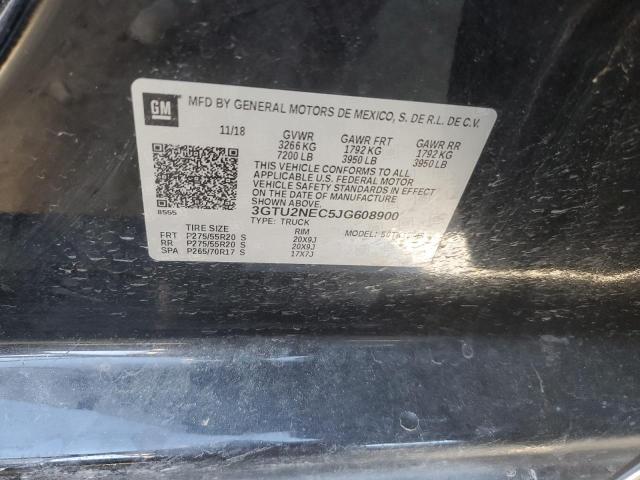 GM
MFD BY GENERAL MOTORS DE MEXICO, S. DE R.L. DE C.V.
11/18 GVWR GAWR FRT GAWR RR
3266 KG 1792 KG 1792 KG
7200 LB 3950 LB 3950 LB
THIS VEHICLE CONFORMS TO ALL
APPLICABLE U.S. FEDERAL MOTOR
VEHICLE SAFETY STANDARDS IN EFFECT
ON THE DATE OF MANUFACTURE
SHOWN ABOVE.
8555 3GTU2NEC5JG608900
TYPE: TRUCK
TIRE SIZE RIM MODEL:
FRT P275/55R20 S 20X9J
RR P275/55R20 S 20X9J
SPA P265/70R17 S 17X7J